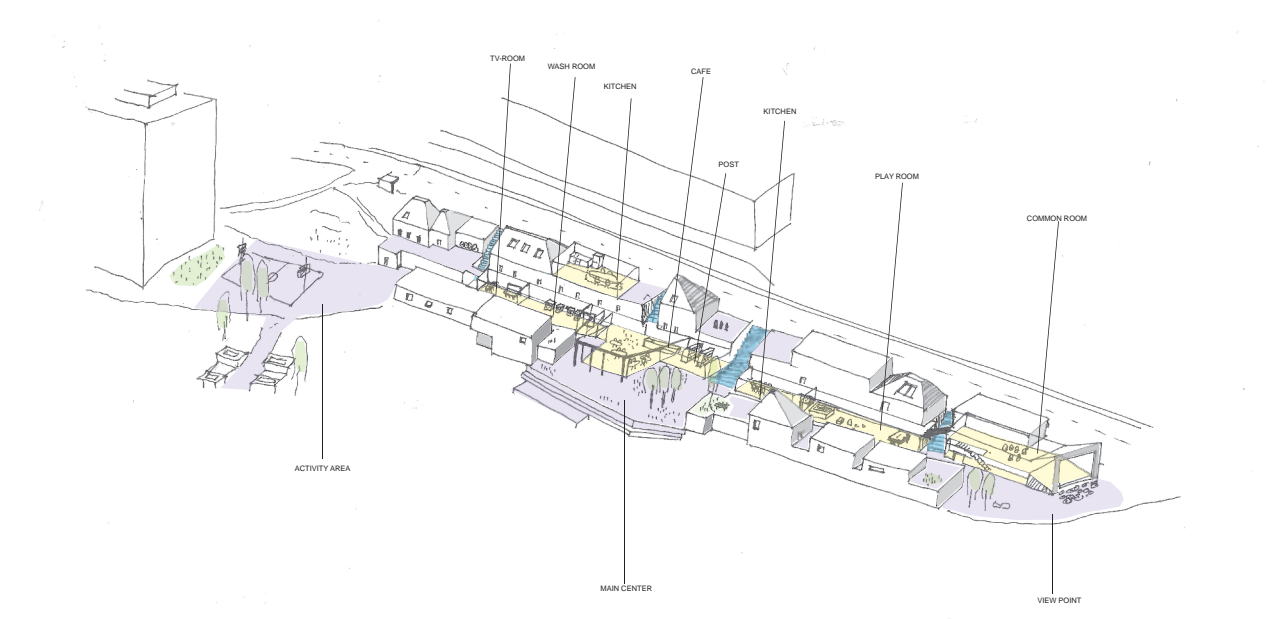 TV-ROOM
WASH ROOM
KITCHEN
CAFE
KITCHEN
POST
PLAY ROOM
COMMON ROOM
ACTIVITY AREA
MAIN CENTER
VIEW POINT